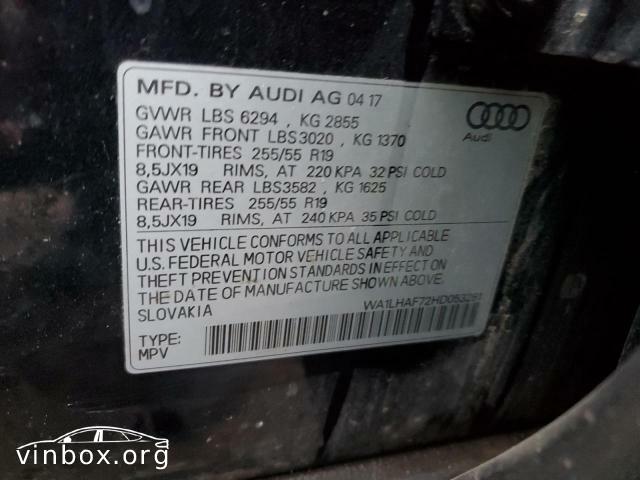 MFD. BY AUDI AG 04 17
GVWR LBS 6294 , KG 2855
GAWR FRONT LBS3020 , KG 1370
FRONT-TIRES 255/55 R19
8,5JX19 RIMS, AT 220 KPA 32 PSI COLD
GAWR REAR LBS3582 , KG 1625
REAR-TIRES 255/55 R19
8,5JX19 RIMS, AT 240 KPA 35 PSI COLD
Audi
THIS VEHICLE CONFORMS TO ALL APPLICABLE
U.S. FEDERAL MOTOR VEHICLE SAFETY AND
THEFT PREVENTION STANDARDS IN EFFECT ON
THE DATE OF MANUFACTURE SHOWN ABOVE.
SLOVAKIA
WA1LHAF72HD053291
TYPE:
MPV
vinbox.org